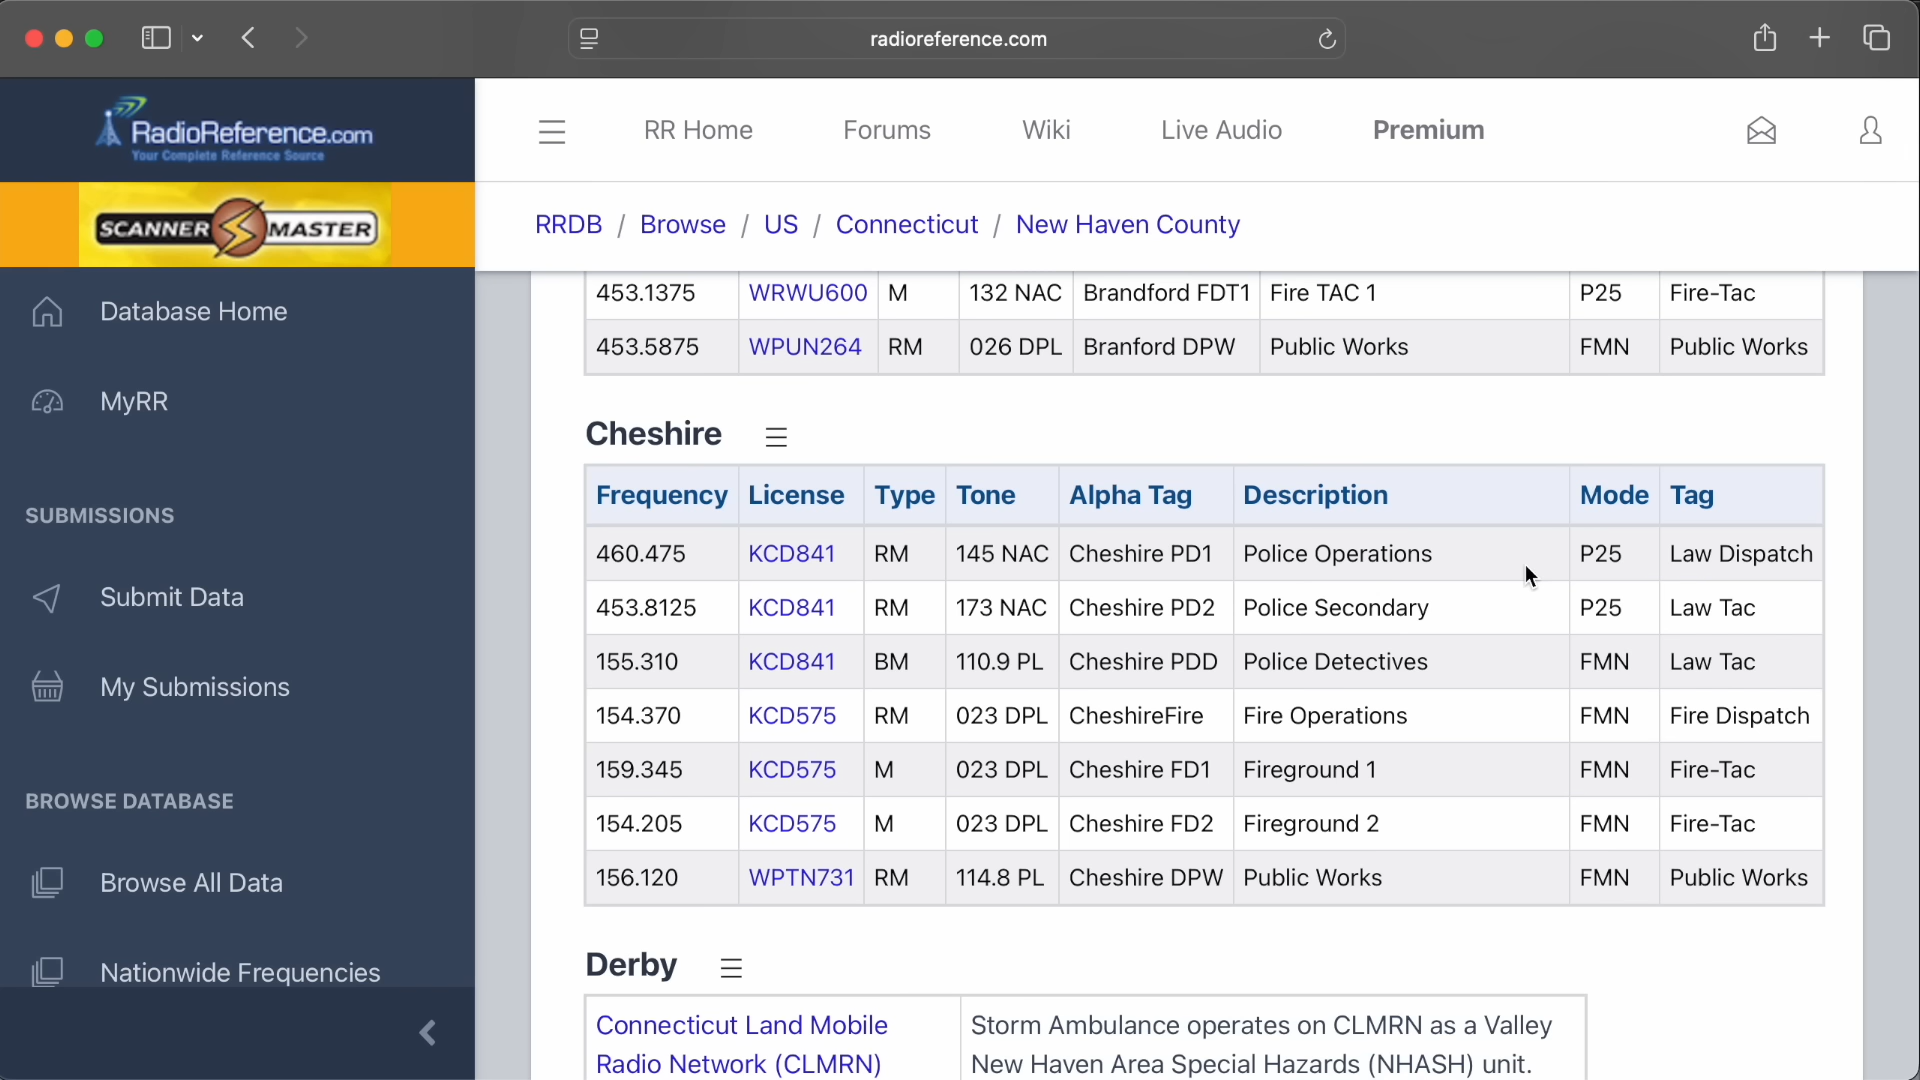 radioreference.com
RadioReference.com
Your Complete Reference Source
RR Home Forums Wiki Live Audio Premium
SCANNER MASTER
RRDB / Browse / US / Connecticut / New Haven County
Database Home
MyRR
SUBMISSIONS
Submit Data
My Submissions
BROWSE DATABASE
Browse All Data
Nationwide Frequencies
453.1375 WRWU600 M 132 NAC Brandford FDT1 Fire TAC 1 P25 Fire-Tac
453.5875 WPUN264 RM 026 DPL Branford DPW Public Works FMN Public Works
Cheshire
Frequency License Type Tone Alpha Tag Description Mode Tag
460.475 KCD841 RM 145 NAC Cheshire PD1 Police Operations P25 Law Dispatch
453.8125 KCD841 RM 173 NAC Cheshire PD2 Police Secondary P25 Law Tac
155.310 KCD841 BM 110.9 PL Cheshire PDD Police Detectives FMN Law Tac
154.370 KCD575 RM 023 DPL CheshireFire Fire Operations FMN Fire Dispatch
159.345 KCD575 M 023 DPL Cheshire FD1 Fireground 1 FMN Fire-Tac
154.205 KCD575 M 023 DPL Cheshire FD2 Fireground 2 FMN Fire-Tac
156.120 WPTN731 RM 114.8 PL Cheshire DPW Public Works FMN Public Works
Derby
Connecticut Land Mobile Storm Ambulance operates on CLMRN as a Valley
Radio Network (CLMRN) New Haven Area Special Hazards (NHASH) unit.